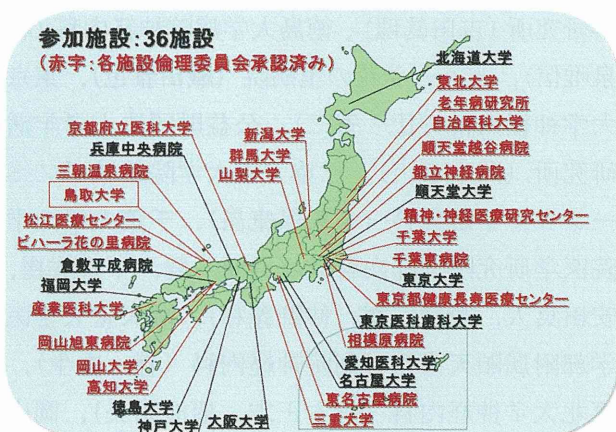 参加施設:36施設
(赤字:各施設倫理委員会承認済み)
北海道大学
東北大学
老年病研究所
自治医科大学
順天堂越谷病院
都立神経病院
順天堂大学
精神・神経医療研究センター
千葉大学
千葉東病院
東京大学
東京都健康長寿医療センター
東京医科歯科大学
相模原病院
愛知医科大学
名古屋大学
東名古屋病院
三重大学
新潟大学
群馬大学
山梨大学
京都府立医科大学
兵庫中央病院
三朝温泉病院
鳥取大学
松江医療センター
ビハーラ花の里病院
倉敷平成病院
福岡大学
産業医科大学
岡山旭東病院
岡山大学
高知大学
徳島大学
神戸大学
大阪大学